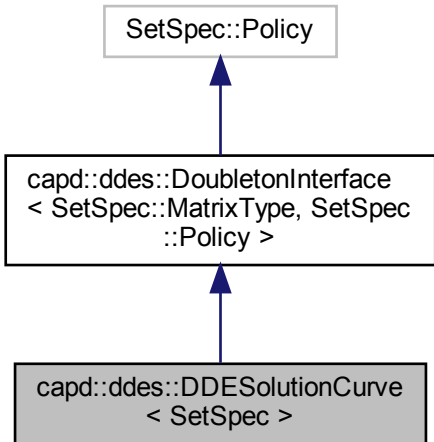 SetSpec::Policy
capd::ddes::DoubletonInterface
< SetSpec::MatrixType, SetSpec
::Policy >
capd::ddes::DDESolutionCurve
< SetSpec >